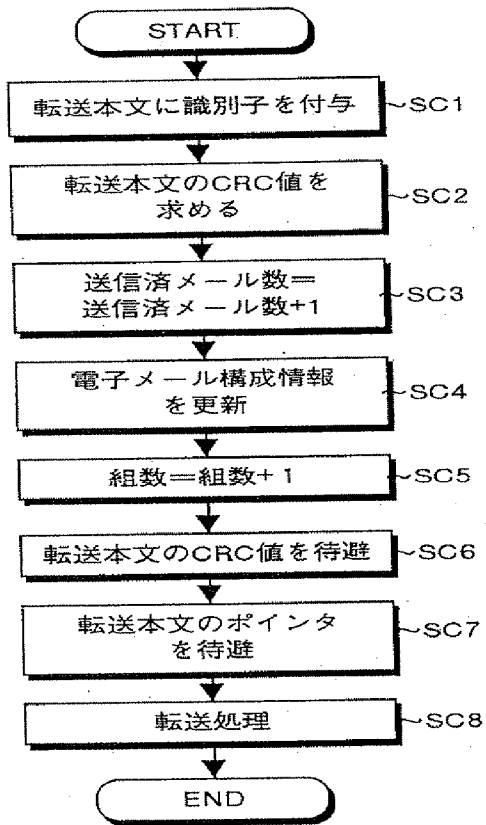 START
転送本文に識別子を付与
SC1
転送本文のCRC値を
求める
SC2
送信済メール数=
送信済メール数+1
SC3
電子メール構成情報
を更新
SC4
組数=組数+1
SC5
転送本文のCRC値を待避
SC6
転送本文のポインタ
を待避
SC7
転送処理
SC8
END